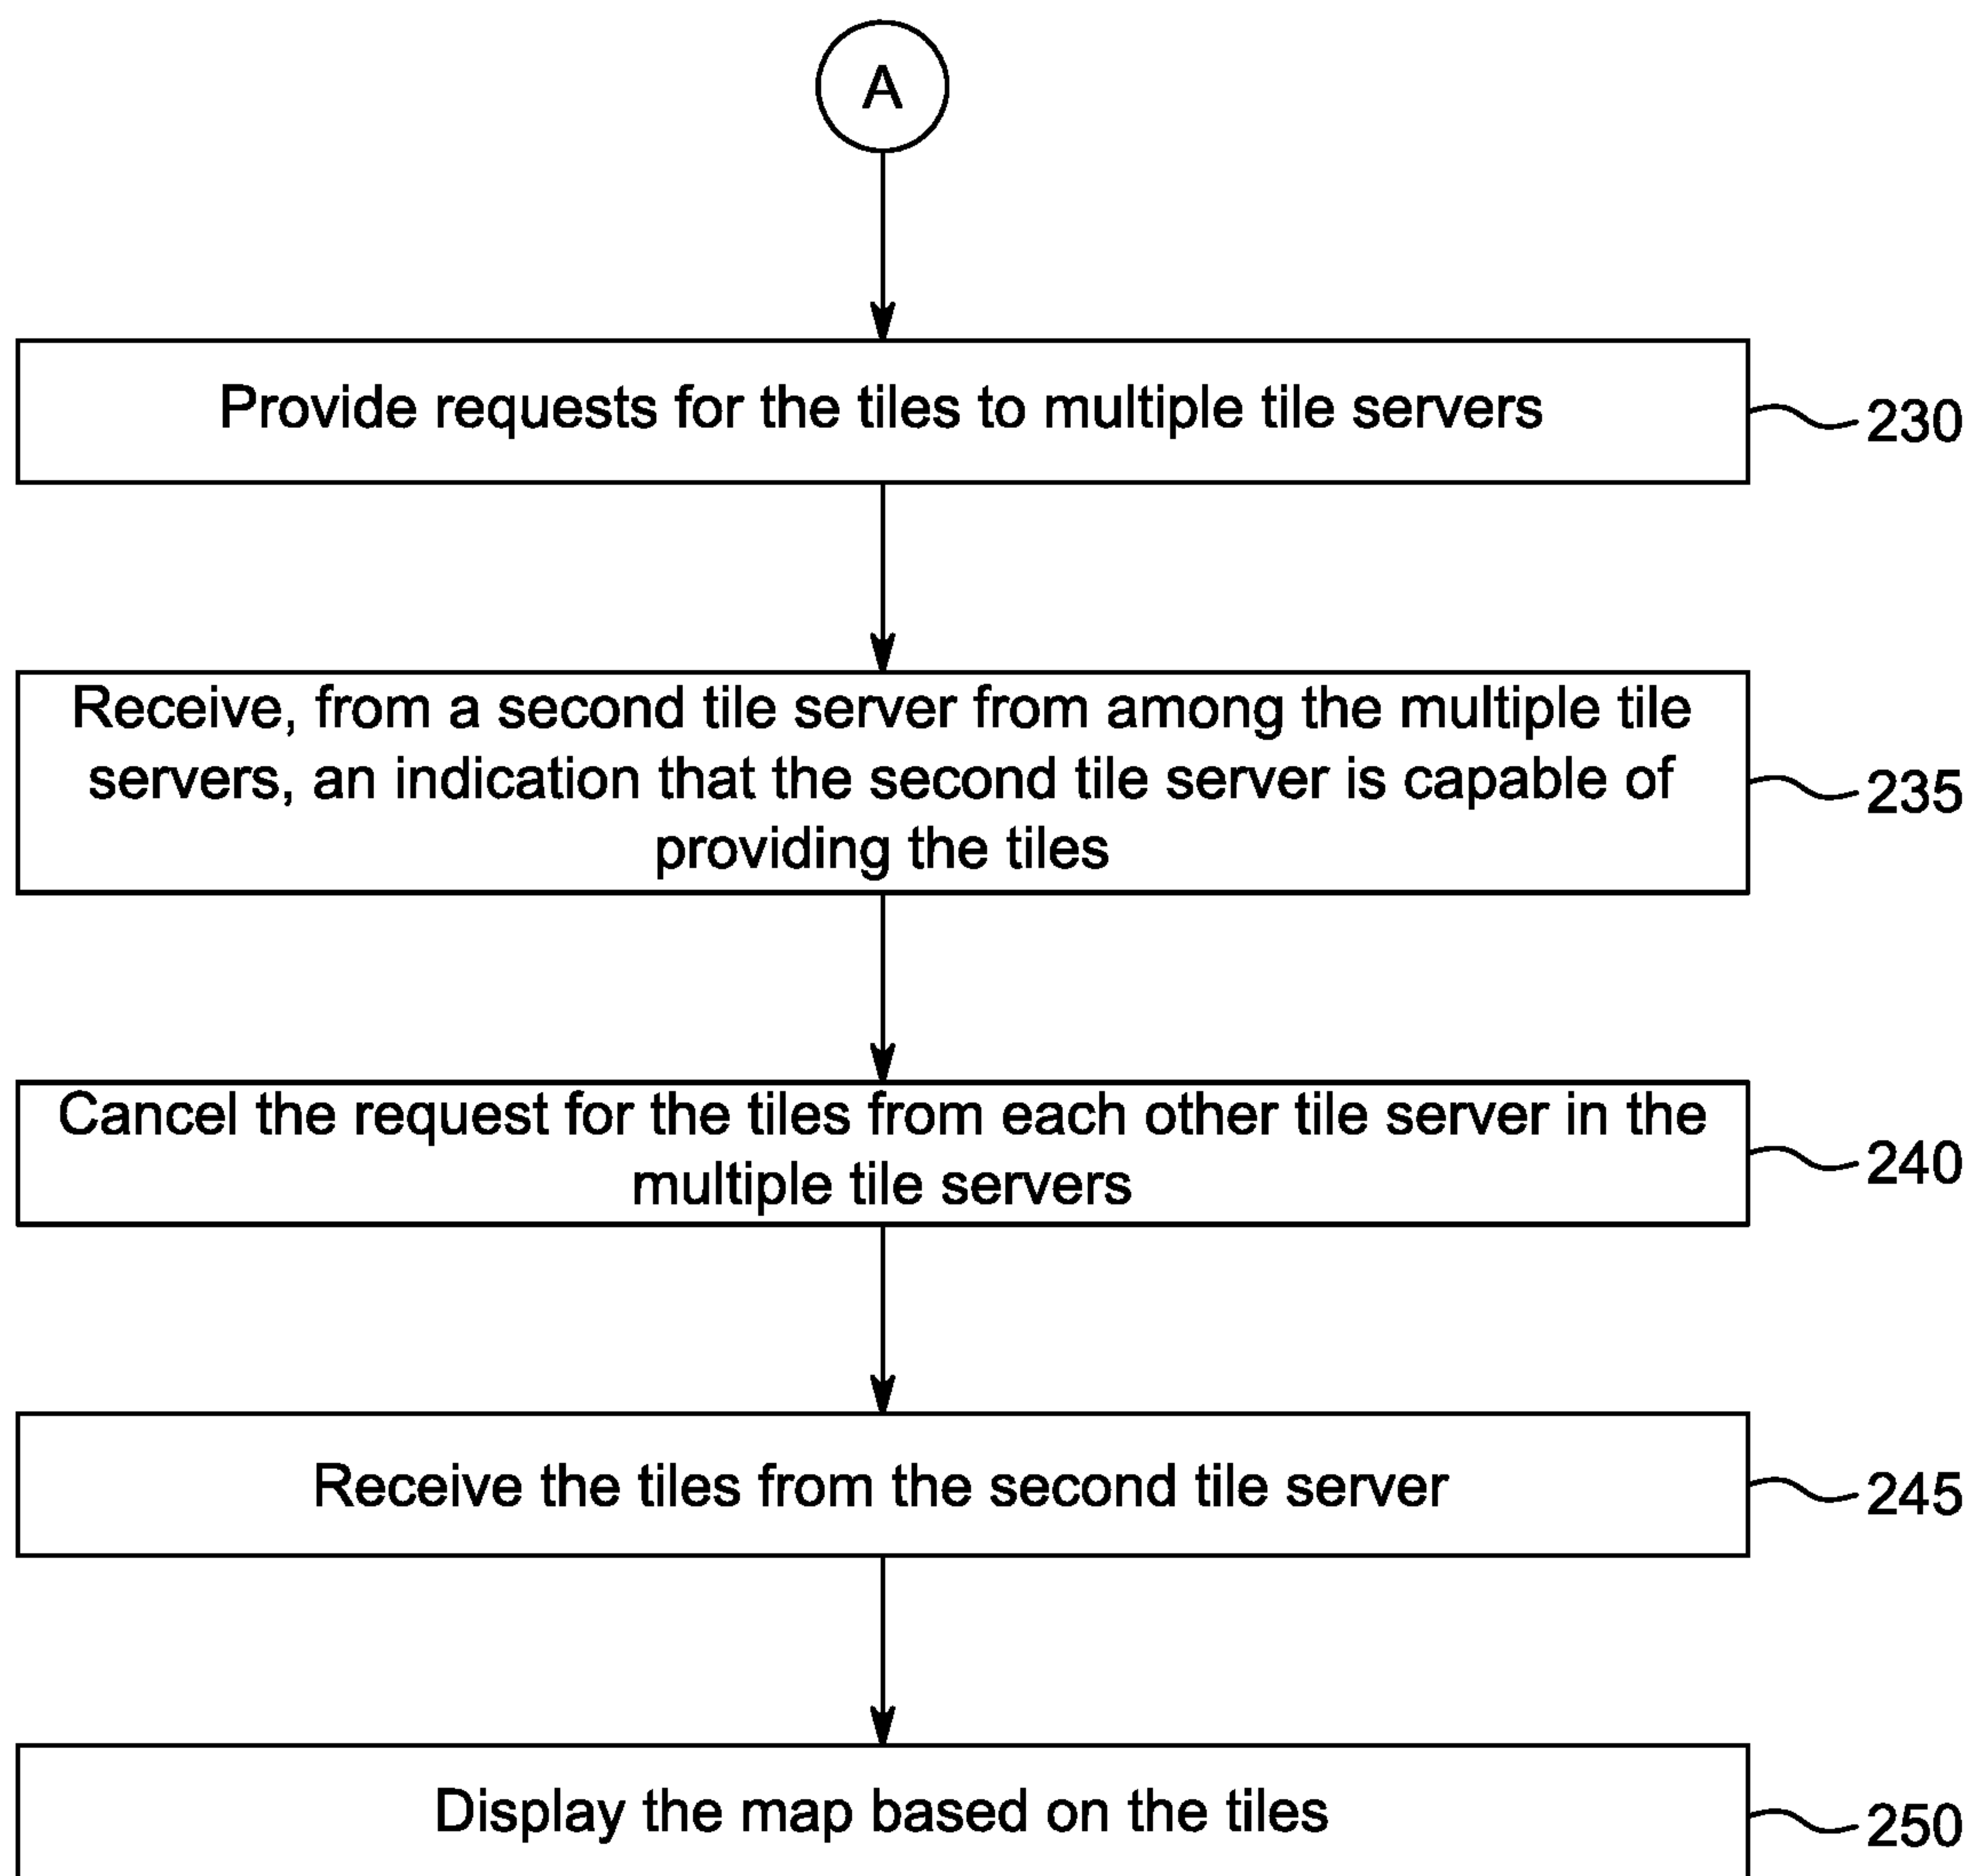 A
Provide requests for the tiles to multiple tile servers
230
Receive, from a second tile server from among the multiple tile
servers, an indication that the second tile server is capable of
providing the tiles
235
Cancel the request for the tiles from each other tile server in the
multiple tile servers
240
Receive the tiles from the second tile server
245
Display the map based on the tiles
250